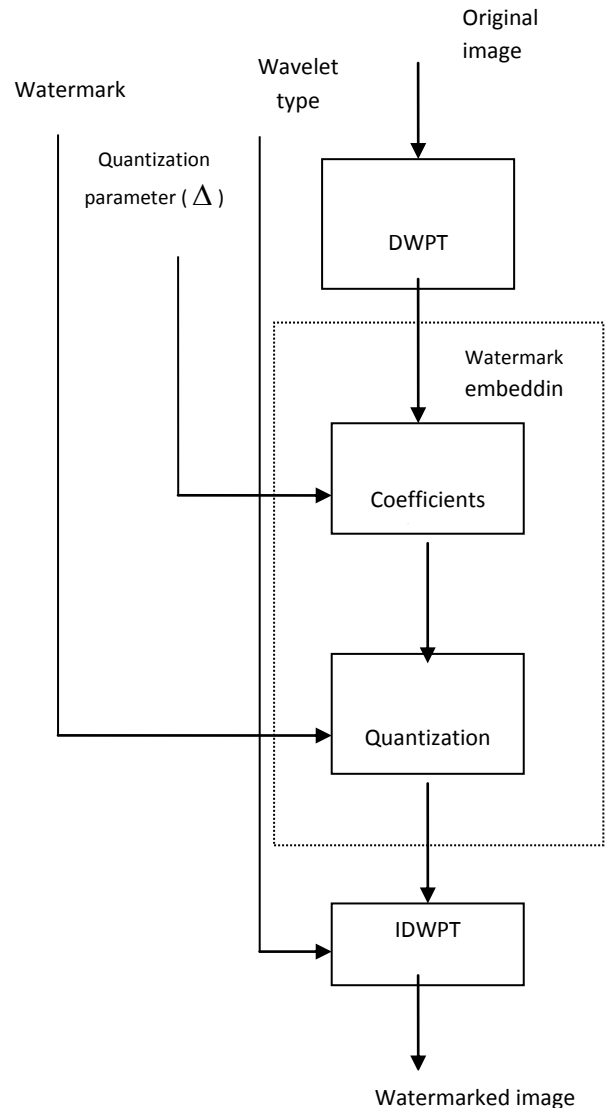 Original
image
Wavelet
type
Watermark
Quantization
parameter ( Δ )
DWPT
Watermark
embeddin
Coefficients
Quantization
IDWPT
Watermarked image